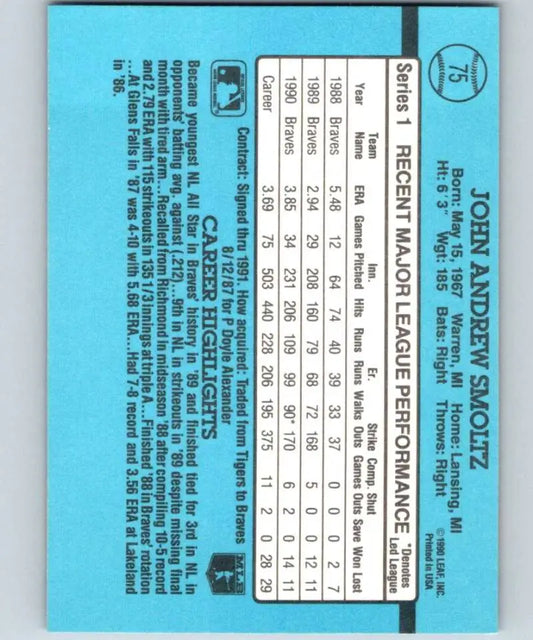 75
JOHN ANDREW SMOLTZ
Born: May 15, 1967 Warren, MI Home: Lansing, MI
Ht: 6' 3" Wgt: 185 Bats: Right Throws: Right
© 1990 LEAF, INC.
Printed in USA
Series 1 RECENT MAJOR LEAGUE PERFORMANCE *Denotes
Led League
Team Inn. Er. Strike Comp. Shut
Year Name ERA Games Pitched Hits Runs Runs Walks Outs Games Outs Save Won Lost
1988 Braves 5.48 12 64 74 40 39 33 37 0 0 0 2 7
1989 Braves 2.94 29 208 160 79 68 72 168 5 0 0 12 11
1990 Braves 3.85 34 231 206 109 99 90* 170 6 2 0 14 11
Career 3.69 75 503 440 228 206 195 375 11 2 0 28 29
Contract: Signed thru 1991. How acquired: Traded from Tigers to Braves
8/12/87 for P Doyle Alexander
MLB
CAREER HIGHLIGHTS
Became youngest NL All Star in Braves' history in '89 and finished tied for 3rd in NL in
opponents' batting avg. against (.212)...9th in NL in strikeouts in '89 despite missing final
month with tired arm...Recalled from Richmond in midseason '88 after compiling 10-5 record
and 2.79 ERA with 115 strikeouts in 135 1/3 innings at triple A...Finished '88 in Braves' rotation
...At Glens Falls in '87 was 4-10 with 5.68 ERA...Had 7-8 record and 3.56 ERA at Lakeland
in '86.